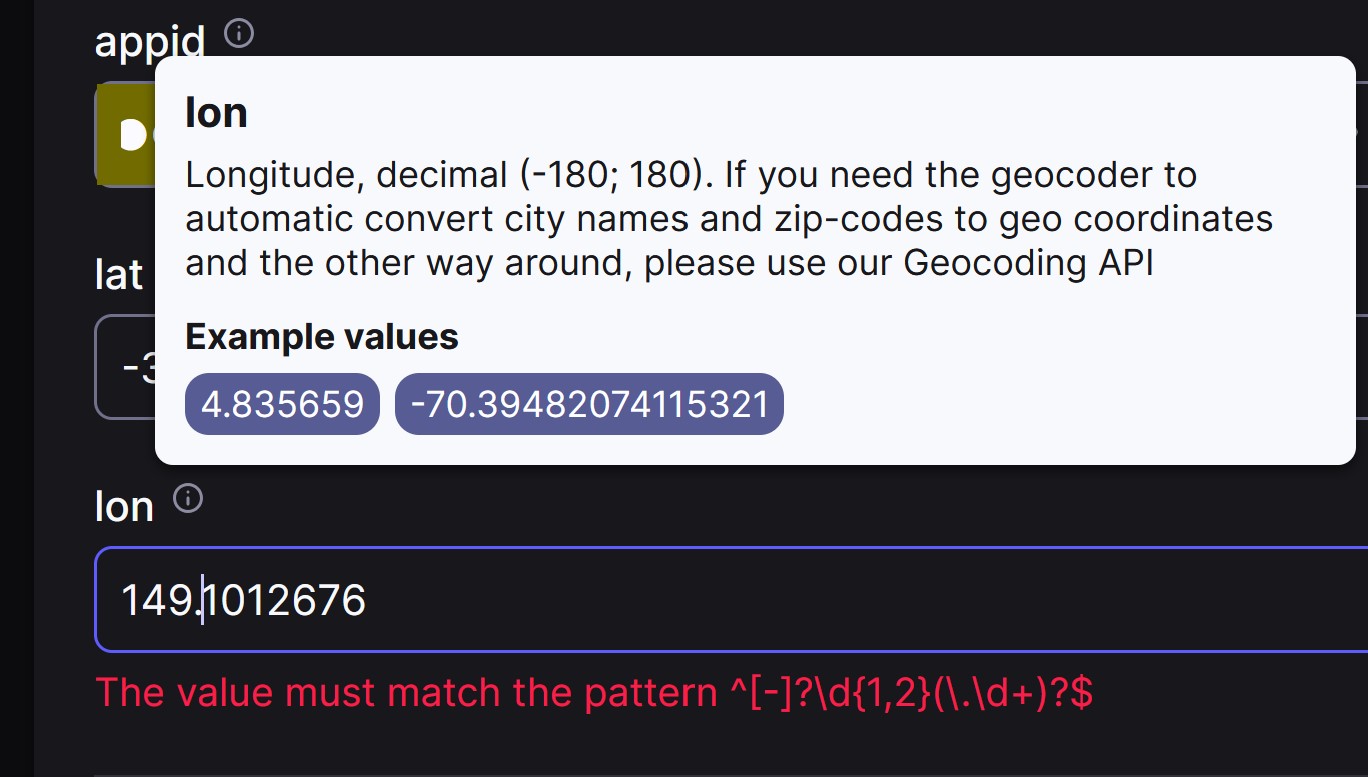 appid
lon
Longitude, decimal (-180; 180). If you need the geocoder to
automatic convert city names and zip-codes to geo coordinates
and the other way around, please use our Geocoding API
lat
Example values
-3
4.835659 -70.39482074115321
lon
149.1012676
The value must match the pattern ^[-]?\d{1,2}(\.\d+)?$